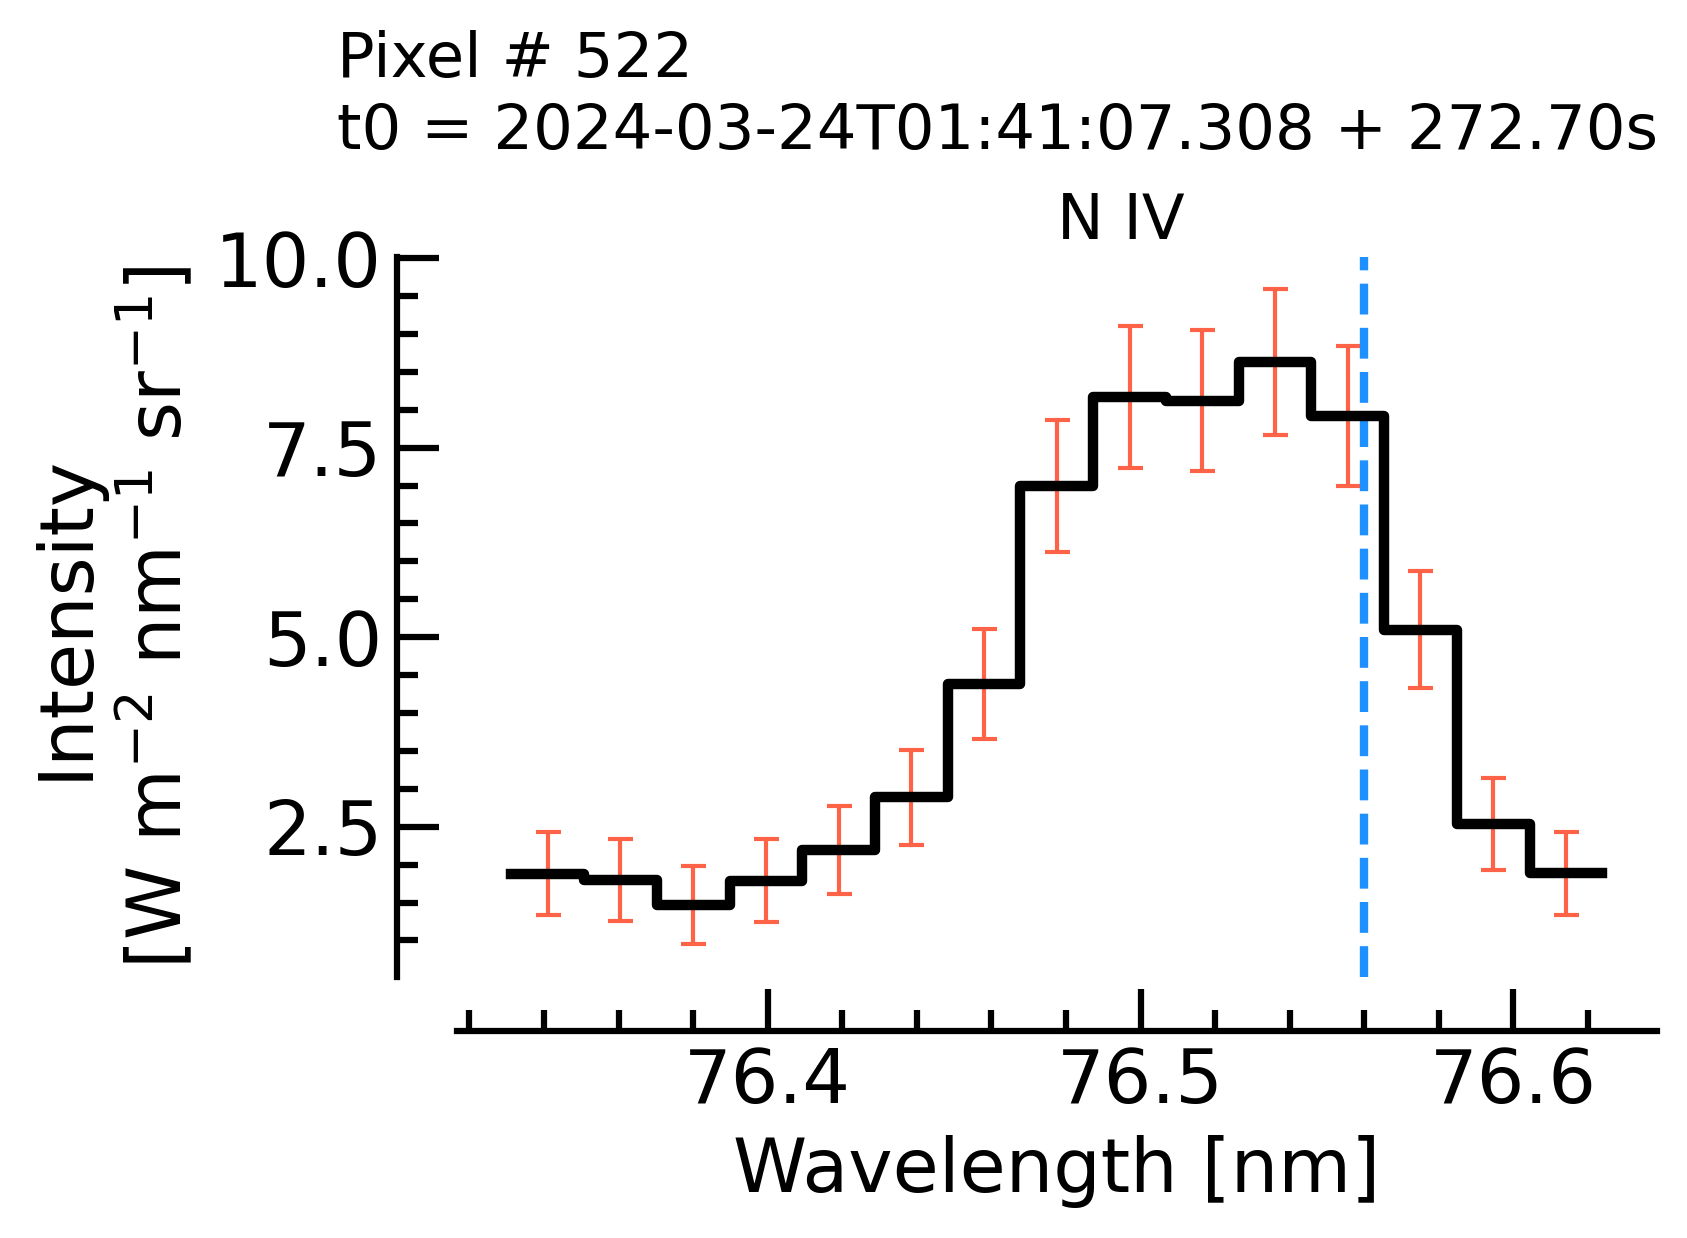 Pixel # 522
t0 = 2024-03-24T01:41:07.308 + 272.70s
N IV
Intensity
[W m⁻² nm⁻¹ sr⁻¹]
10.0
7.5
5.0
2.5
76.4 76.5 76.6
Wavelength [nm]